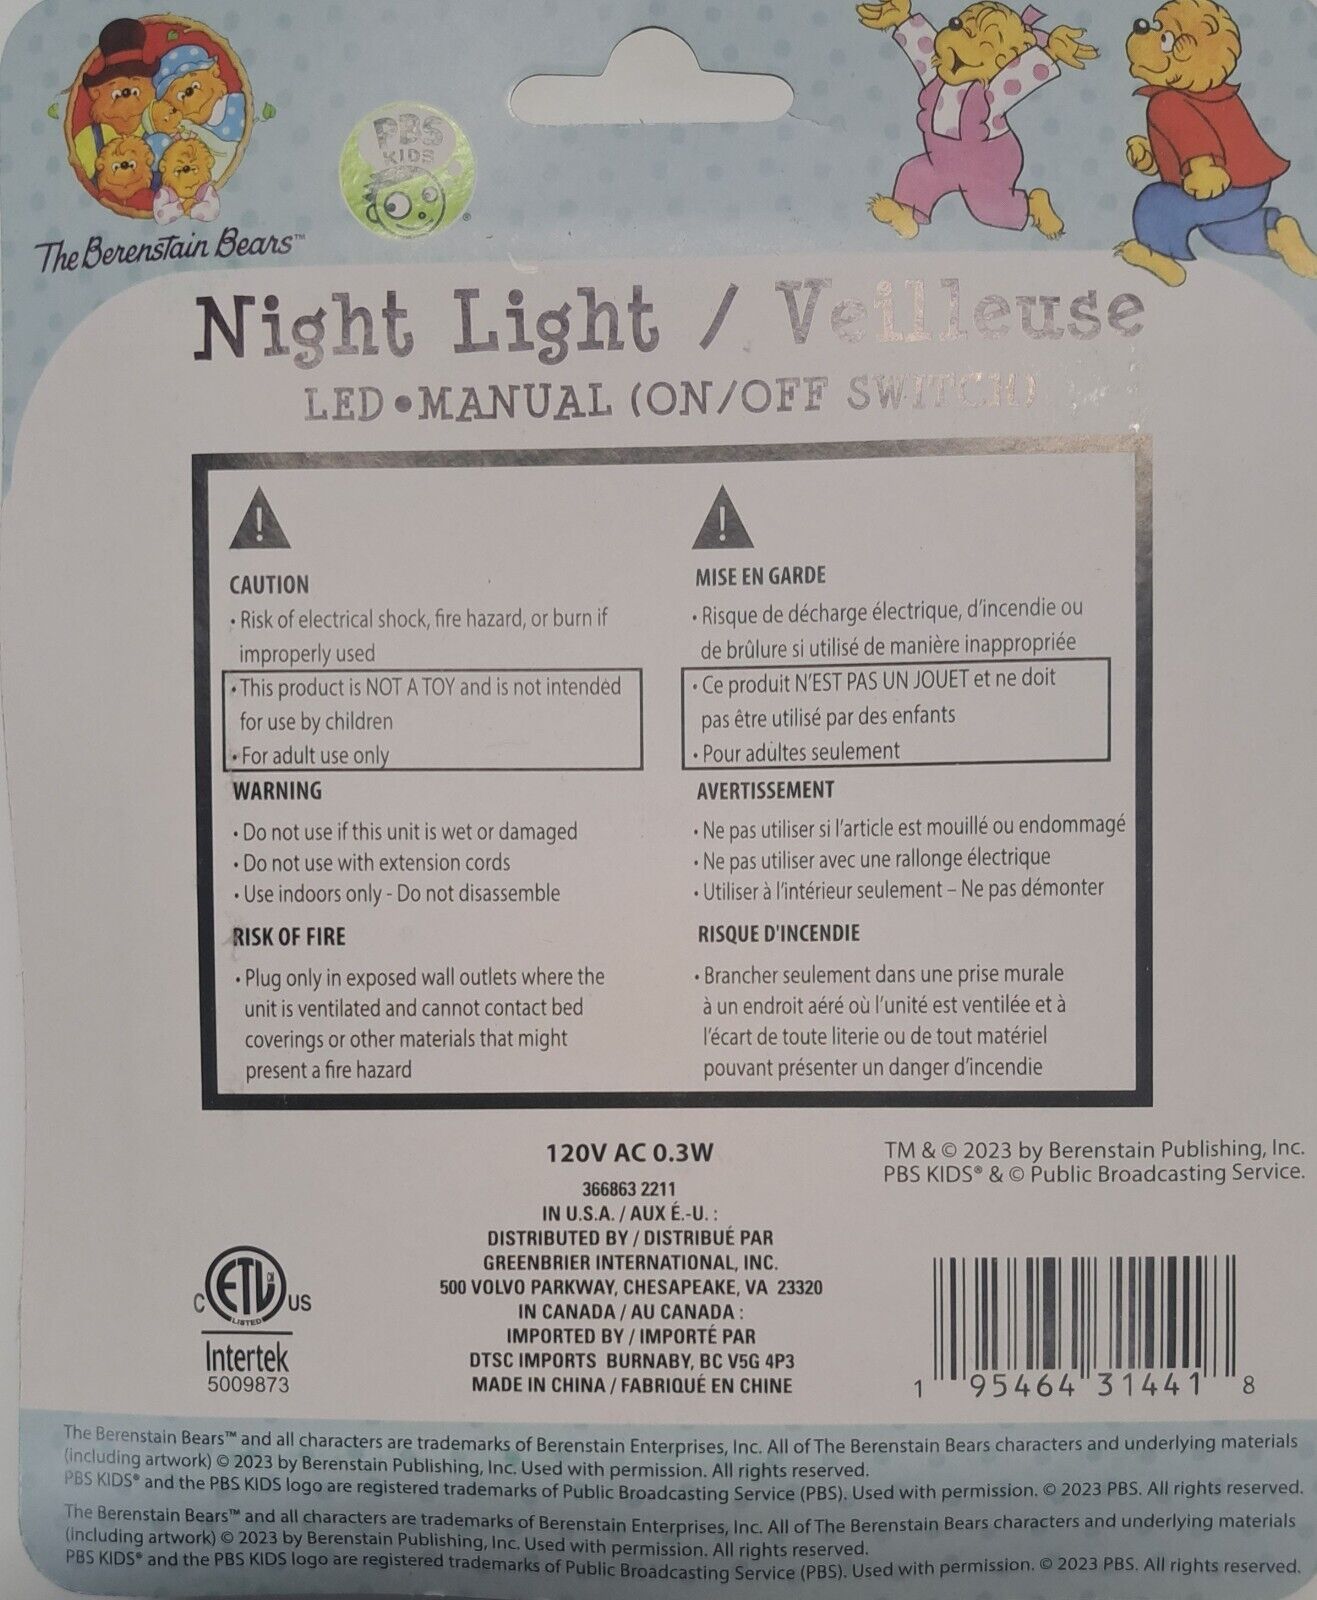 PBS
KIDS
The Berenstain Bears™
Night Light / Veilleuse
LED • MANUAL (ON/OFF SWITCH)
CAUTION
• Risk of electrical shock, fire hazard, or burn if
improperly used
• This product is NOT A TOY and is not intended
for use by children
• For adult use only
WARNING
• Do not use if this unit is wet or damaged
• Do not use with extension cords
• Use indoors only - Do not disassemble
RISK OF FIRE
• Plug only in exposed wall outlets where the
unit is ventilated and cannot contact bed
coverings or other materials that might
present a fire hazard
MISE EN GARDE
• Risque de décharge électrique, d'incendie ou
de brûlure si utilisé de manière inappropriée
• Ce produit N'EST PAS UN JOUET et ne doit
pas être utilisé par des enfants
• Pour adultes seulement
AVERTISSEMENT
• Ne pas utiliser si l'article est mouillé ou endommagé
• Ne pas utiliser avec une rallonge électrique
• Utiliser à l'intérieur seulement – Ne pas démonter
RISQUE D'INCENDIE
• Brancher seulement dans une prise murale
à un endroit aéré où l'unité est ventilée et à
l'écart de toute literie ou de tout matériel
pouvant présenter un danger d'incendie
120V AC 0.3W
366863 2211
IN U.S.A. / AUX É.-U. :
DISTRIBUTED BY / DISTRIBUÉ PAR
GREENBRIER INTERNATIONAL, INC.
500 VOLVO PARKWAY, CHESAPEAKE, VA 23320
IN CANADA / AU CANADA :
IMPORTED BY / IMPORTÉ PAR
DTSC IMPORTS BURNABY, BC V5G 4P3
MADE IN CHINA / FABRIQUÉ EN CHINE
TM & © 2023 by Berenstain Publishing, Inc.
PBS KIDS® & © Public Broadcasting Service.
C ETL CM US
LISTED
Intertek
5009873
1 95464 31441 8
The Berenstain Bears™ and all characters are trademarks of Berenstain Enterprises, Inc. All of The Berenstain Bears characters and underlying materials
(including artwork) © 2023 by Berenstain Publishing, Inc. Used with permission. All rights reserved.
PBS KIDS® and the PBS KIDS logo are registered trademarks of Public Broadcasting Service (PBS). Used with permission. © 2023 PBS. All rights reserved.
The Berenstain Bears™ and all characters are trademarks of Berenstain Enterprises, Inc. All of The Berenstain Bears characters and underlying materials
(including artwork) © 2023 by Berenstain Publishing, Inc. Used with permission. All rights reserved.
PBS KIDS® and the PBS KIDS logo are registered trademarks of Public Broadcasting Service (PBS). Used with permission. © 2023 PBS. All rights reserved.